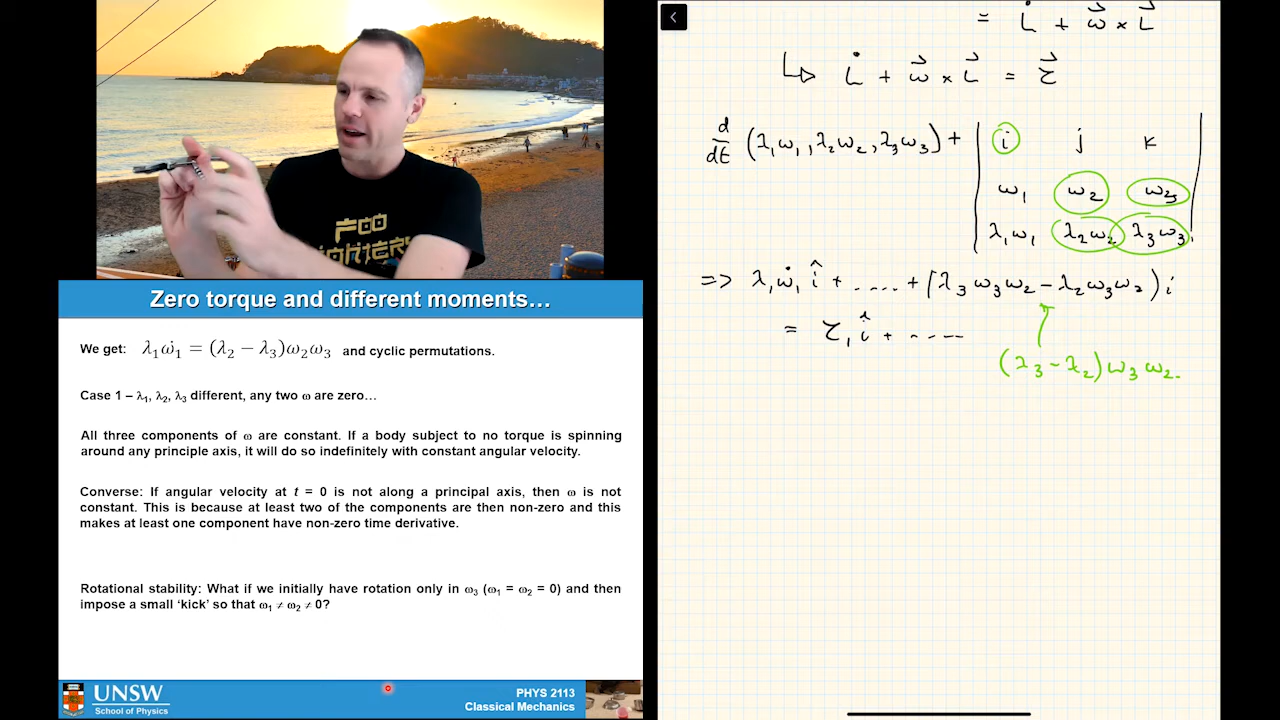 FOO
FIGHTERS
Zero torque and different moments…
We get: λ₁ω̇₁ = (λ₂ − λ₃)ω₂ω₃ and cyclic permutations.
Case 1 – λ₁, λ₂, λ₃ different, any two ω are zero…
All three components of ω are constant. If a body subject to no torque is spinning
around any principle axis, it will do so indefinitely with constant angular velocity.
Converse: If angular velocity at t = 0 is not along a principal axis, then ω is not
constant. This is because at least two of the components are then non-zero and this
makes at least one component have non-zero time derivative.
Rotational stability: What if we initially have rotation only in ω₃ (ω₁ = ω₂ = 0) and then
impose a small ‘kick’ so that ω₁ ≠ ω₂ ≠ 0?
UNSW
School of Physics
PHYS 2113
Classical Mechanics
= L̇ + ω⃗ × L⃗
↳ L̇ + ω⃗ × L⃗ = τ⃗
d/dt (λ₁ω₁, λ₂ω₂, λ₃ω₃) +
i j k
ω₁ ω₂ ω₃
λ₁ω₁ λ₂ω₂ λ₃ω₃
=> λ₁ω̇₁ î + .... + (λ₃ω₃ω₂ − λ₂ω₃ω₂) i
= τ₁ î + ....
(λ₃ − λ₂) ω₃ω₂